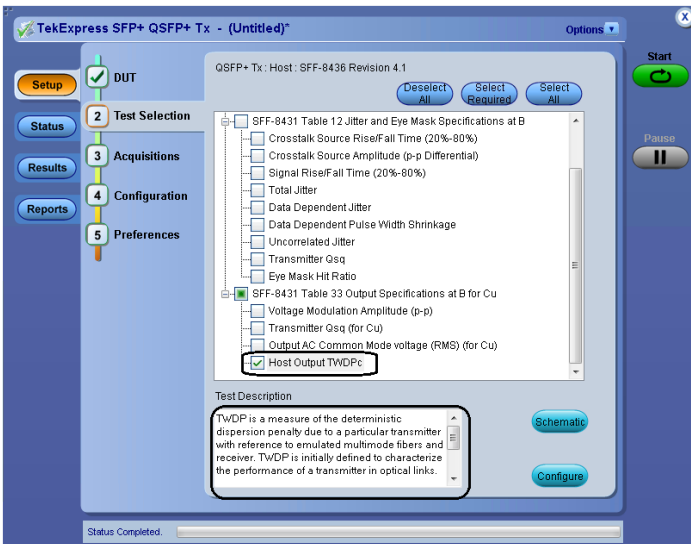 TekExpress SFP+ QSFP+ Tx - (Untitled)*
Options
X
Start
Pause
Setup
Status
Results
Reports
DUT
2 Test Selection
3 Acquisitions
4 Configuration
5 Preferences
QSFP+ Tx : Host : SFF-8436 Revision 4.1
Deselect All
Select Required
Select All
SFF-8431 Table 12 Jitter and Eye Mask Specifications at B
Crosstalk Source Rise/Fall Time (20%-80%)
Crosstalk Source Amplitude (p-p Differential)
Signal Rise/Fall Time (20%-80%)
Total Jitter
Data Dependent Jitter
Data Dependent Pulse Width Shrinkage
Uncorrelated Jitter
Transmitter Qsq
Eye Mask Hit Ratio
SFF-8431 Table 33 Output Specifications at B for Cu
Voltage Modulation Amplitude (p-p)
Transmitter Qsq (for Cu)
Output AC Common Mode voltage (RMS) (for Cu)
Host Output TWDPc
Test Description
TWDP is a measure of the deterministic
dispersion penalty due to a particular transmitter
with reference to emulated multimode fibers and
receiver. TWDP is initially defined to characterize
the performance of a transmitter in optical links.
Schematic
Configure
Status Completed.